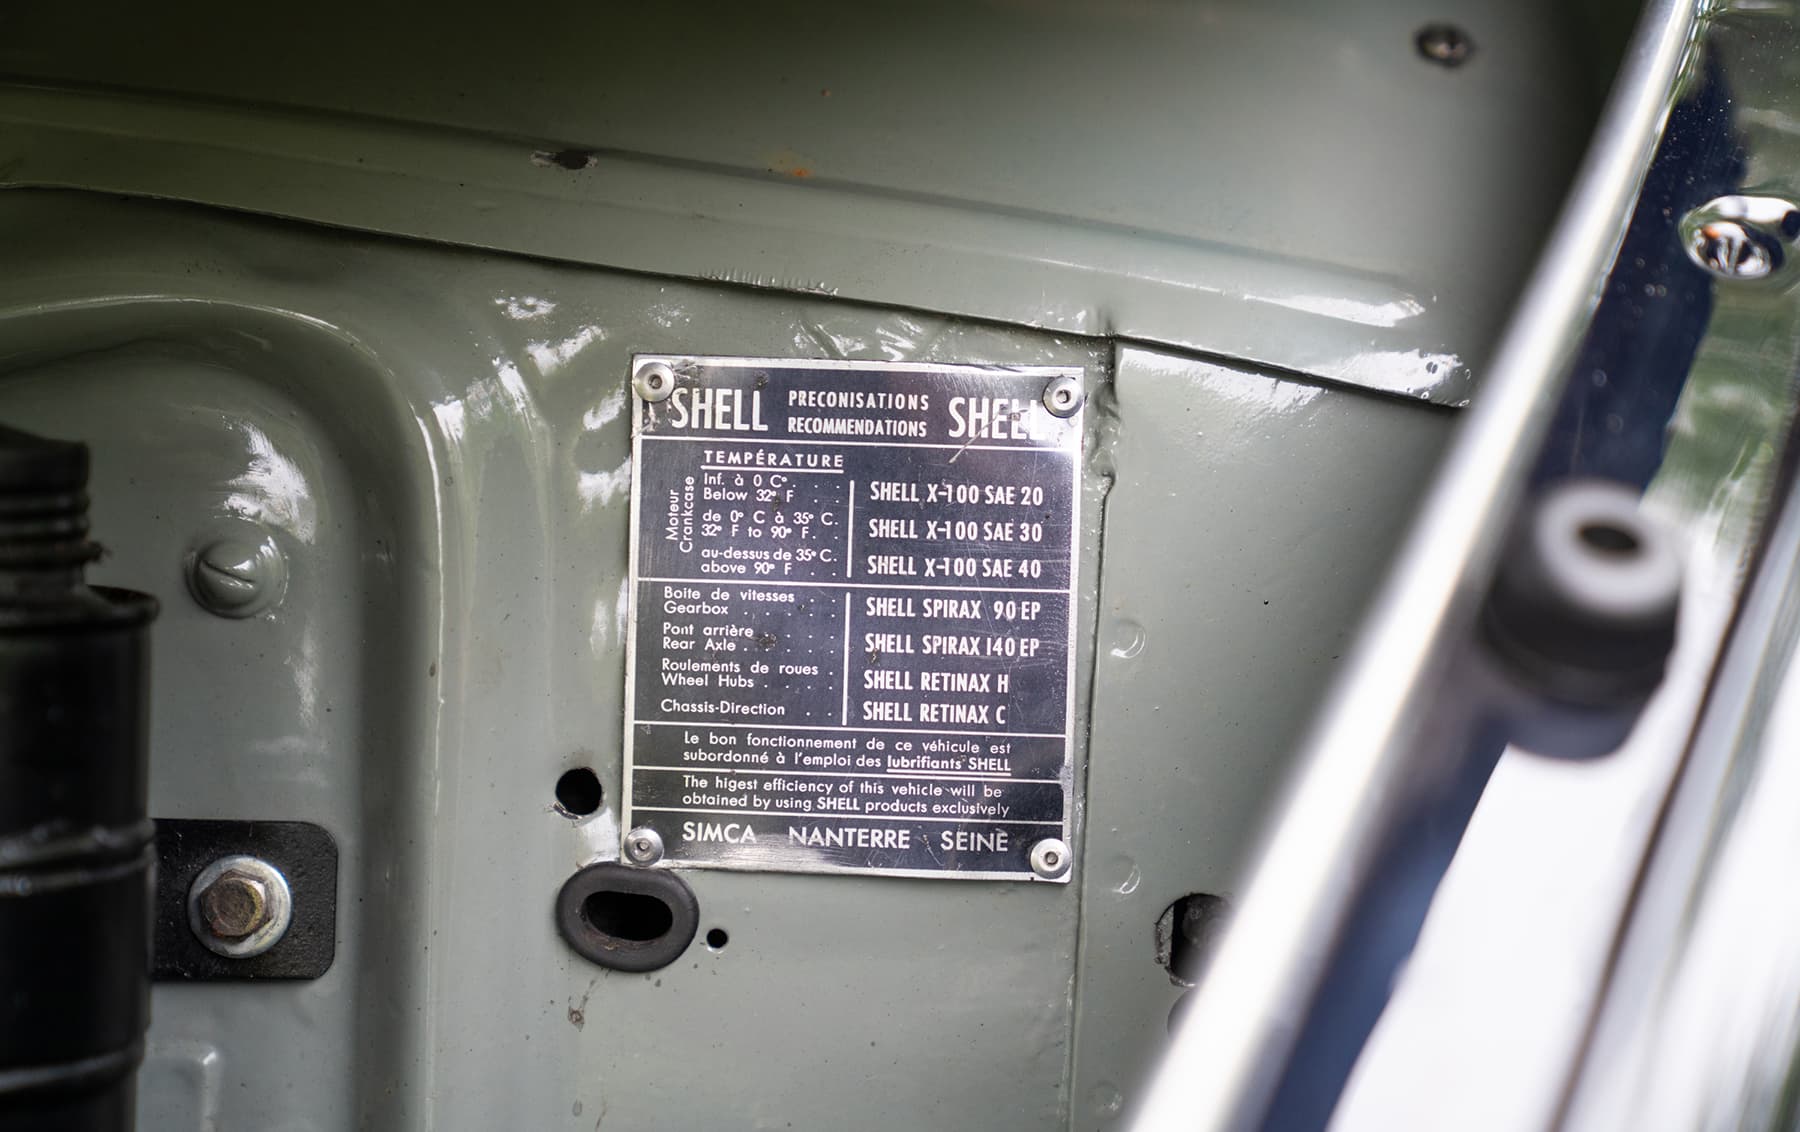 SHELL PRECONISATIONS RECOMMENDATIONS SHELL
TEMPÉRATURE
Moteur
Crankcase
Inf. à 0 C°. . .
Below 32° F . . SHELL X-100 SAE 20
de 0° C à 35° C.
32° F to 90° F. . . SHELL X-100 SAE 30
au-dessus de 35° C.
above 90° F . . SHELL X-100 SAE 40
Boite de vitesses . .
Gearbox . . . . . SHELL SPIRAX 90 EP
Pont arrière . . . .
Rear Axle . . . . . SHELL SPIRAX 140 EP
Roulements de roues
Wheel Hubs . . . . SHELL RETINAX H
Chassis-Direction . . SHELL RETINAX C
Le bon fonctionnement de ce véhicule est
subordonné à l'emploi des lubrifiants SHELL
The higest efficiency of this vehicle will be
obtained by using SHELL products exclusively
SIMCA NANTERRE SEINE